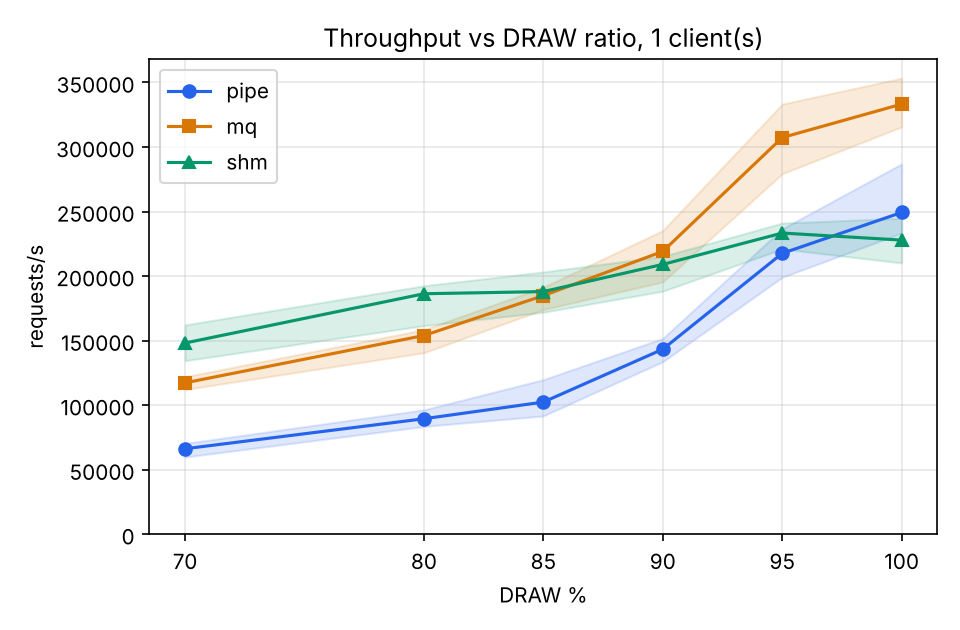 Throughput vs DRAW ratio, 1 client(s)
pipe
mq
shm
350000
300000
250000
200000
150000
100000
50000
0
requests/s
70
80
85
90
95
100
DRAW %